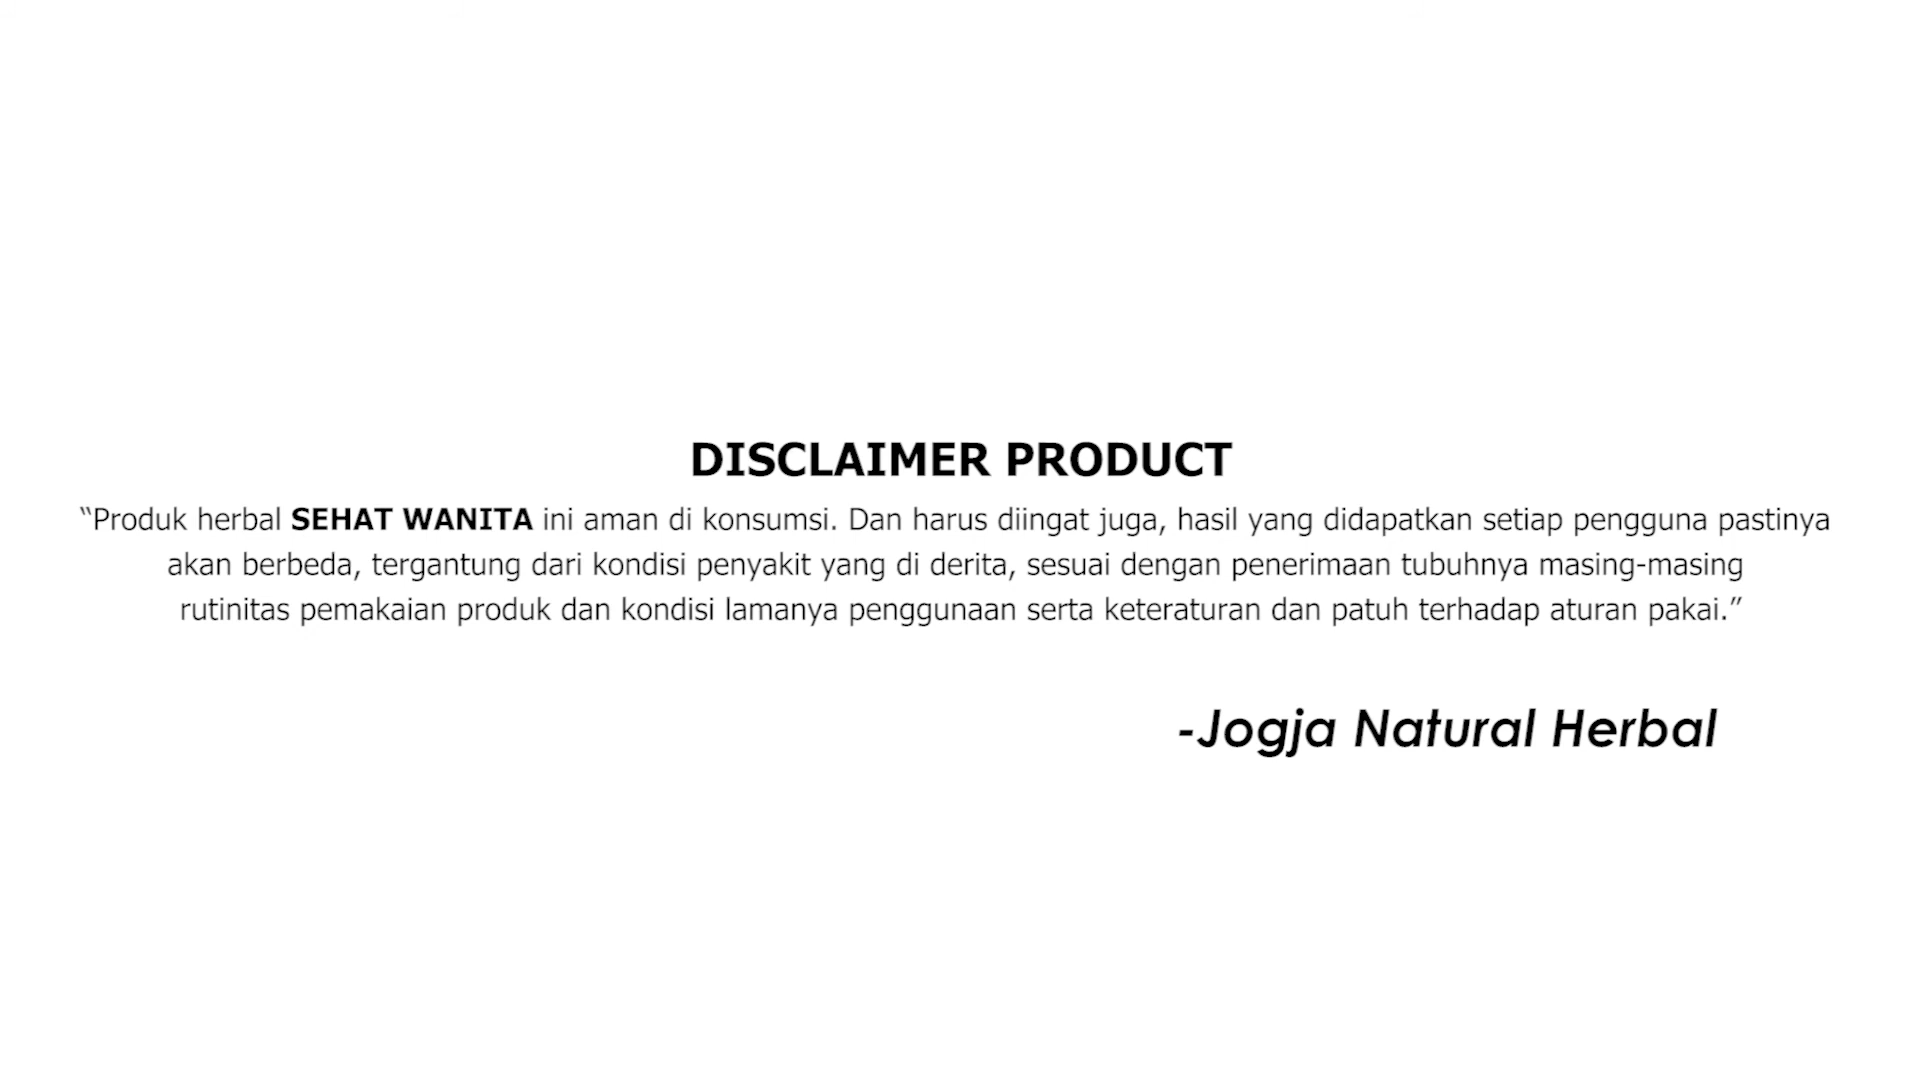 DISCLAIMER PRODUCT
“Produk herbal SEHAT WANITA ini aman di konsumsi. Dan harus diingat juga, hasil yang didapatkan setiap pengguna pastinya
akan berbeda, tergantung dari kondisi penyakit yang di derita, sesuai dengan penerimaan tubuhnya masing-masing
rutinitas pemakaian produk dan kondisi lamanya penggunaan serta keteraturan dan patuh terhadap aturan pakai.”
-Jogja Natural Herbal